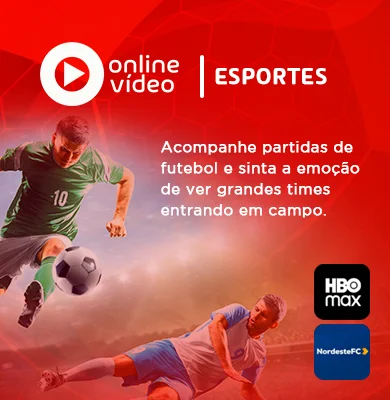 online
vídeo
ESPORTES
Acompanhe partidas de
futebol e sinta a emoção
de ver grandes times
entrando em campo.
10
HBO
max
NordesteFC